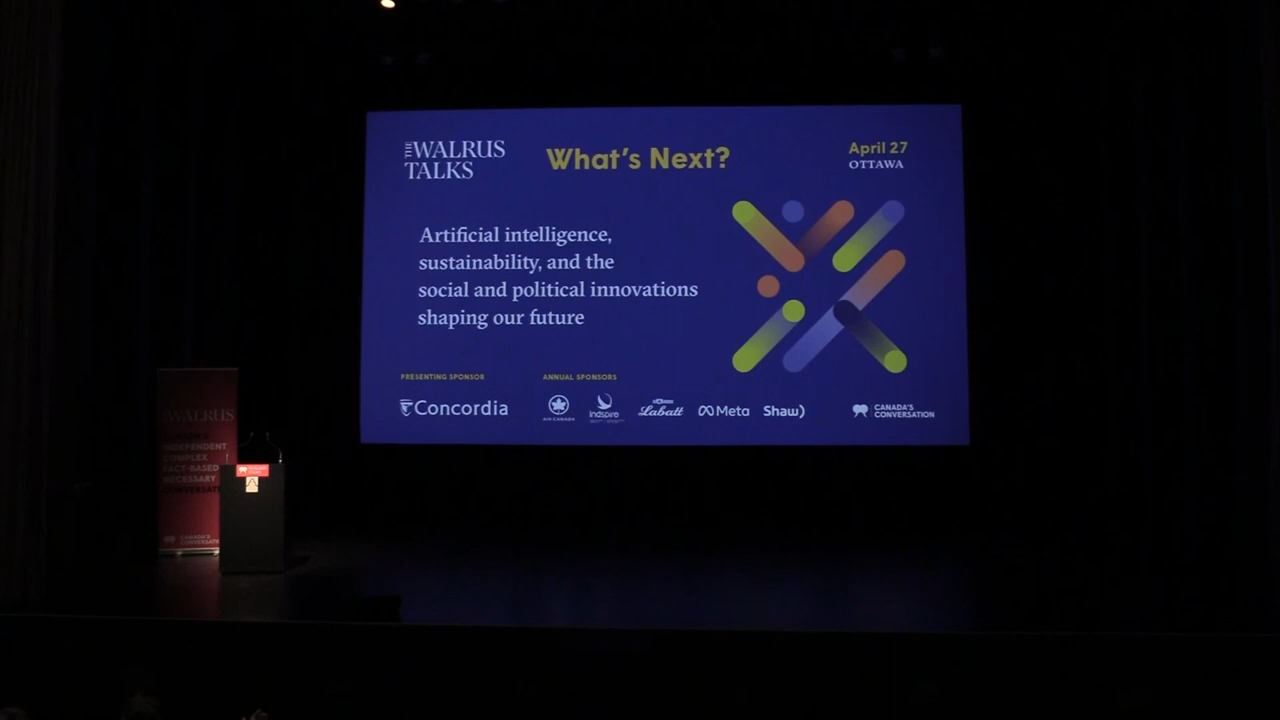 THE WALRUS
TALKS
What's Next?
April 27
OTTAWA
Artificial intelligence,
sustainability, and the
social and political innovations
shaping our future
PRESENTING SPONSOR
ANNUAL SPONSORS
Concordia
AIR CANADA
indspire
Labatt
Meta
Shaw)
CANADA'S
CONVERSATION
WALRUS
INDEPENDENT
COMPLEX
FACT-BASED
NECESSARY
CANADA'S